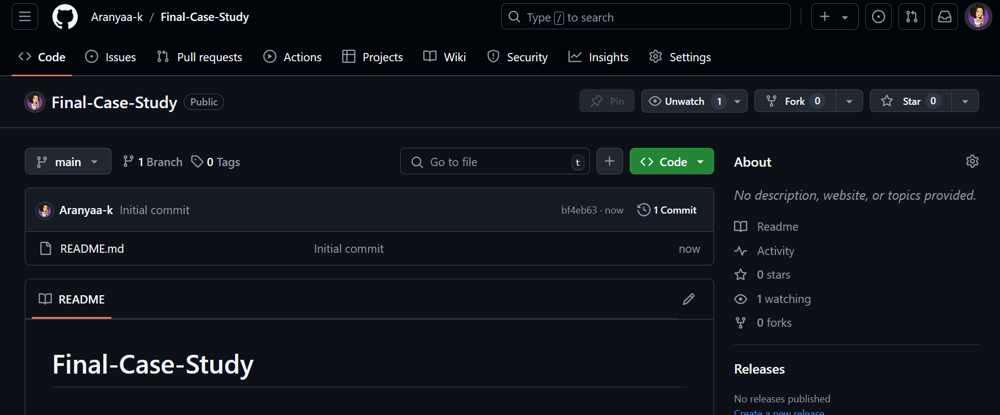 Aranyaa-k / Final-Case-Study
Type / to search
Code Issues Pull requests Actions Projects Wiki Security Insights Settings
Final-Case-Study Public
Pin Unwatch 1 Fork 0 Star 0
main 1 Branch 0 Tags
Go to file t
Code
Aranyaa-k Initial commit
bf4eb63 · now 1 Commit
README.md Initial commit now
README
Final-Case-Study
About
No description, website, or topics provided.
Readme
Activity
0 stars
1 watching
0 forks
Releases
No releases published
Create a new release